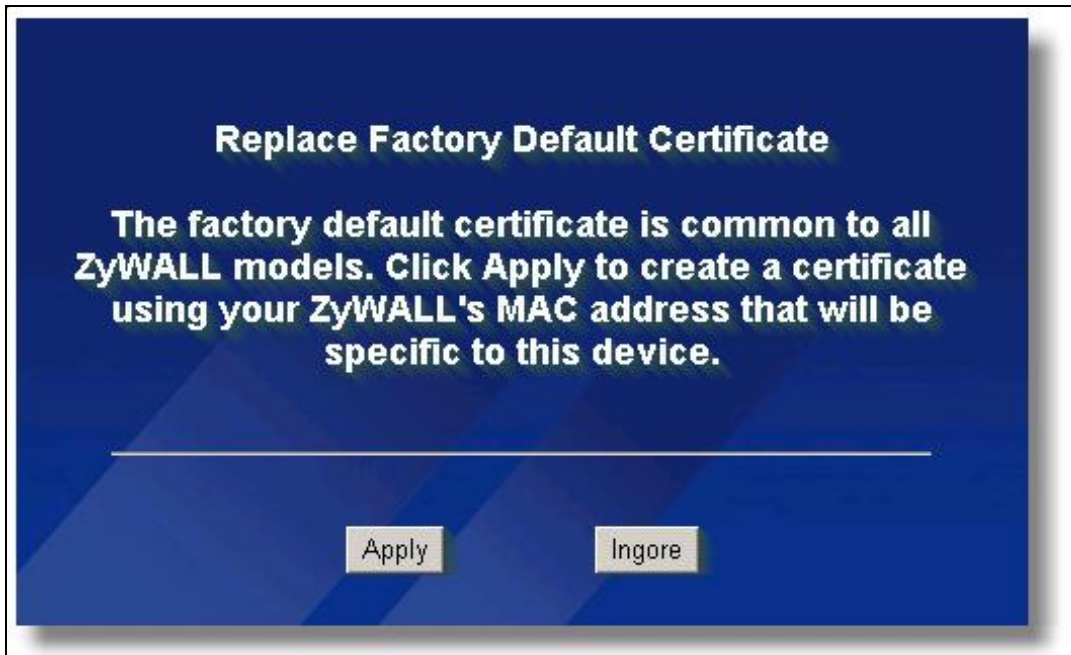 Replace Factory Default Certificate
The factory default certificate is common to all
ZyWALL models. Click Apply to create a certificate
using your ZyWALL's MAC address that will be
specific to this device.
Apply
Ingore